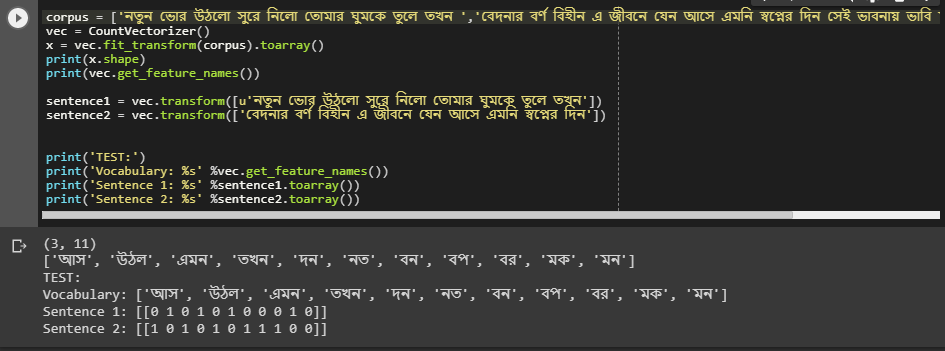 corpus = ['নতুন ভোর উঠলো সুরে নিলো তোমার ঘুমকে তুলে তখন ','বেদনার বর্ণ বিহীন এ জীবনে যেন আসে এমনি স্বপ্নের দিন সেই ভাবনায় ভাবি
vec = CountVectorizer()
x = vec.fit_transform(corpus).toarray()
print(x.shape)
print(vec.get_feature_names())
sentence1 = vec.transform([u'নতুন ভোর উঠলো সুরে নিলো তোমার ঘুমকে তুলে তখন'])
sentence2 = vec.transform(['বেদনার বর্ণ বিহীন এ জীবনে যেন আসে এমনি স্বপ্নের দিন'])
print('TEST:')
print('Vocabulary: %s' %vec.get_feature_names())
print('Sentence 1: %s' %sentence1.toarray())
print('Sentence 2: %s' %sentence2.toarray())
(3, 11)
['আস', 'উঠল', 'এমন', 'তখন', 'দন', 'নত', 'বন', 'বপ', 'বর', 'মক', 'মন']
TEST:
Vocabulary: ['আস', 'উঠল', 'এমন', 'তখন', 'দন', 'নত', 'বন', 'বপ', 'বর', 'মক', 'মন']
Sentence 1: [[0 1 0 1 0 1 0 0 0 1 0]]
Sentence 2: [[1 0 1 0 1 0 1 1 1 0 0]]